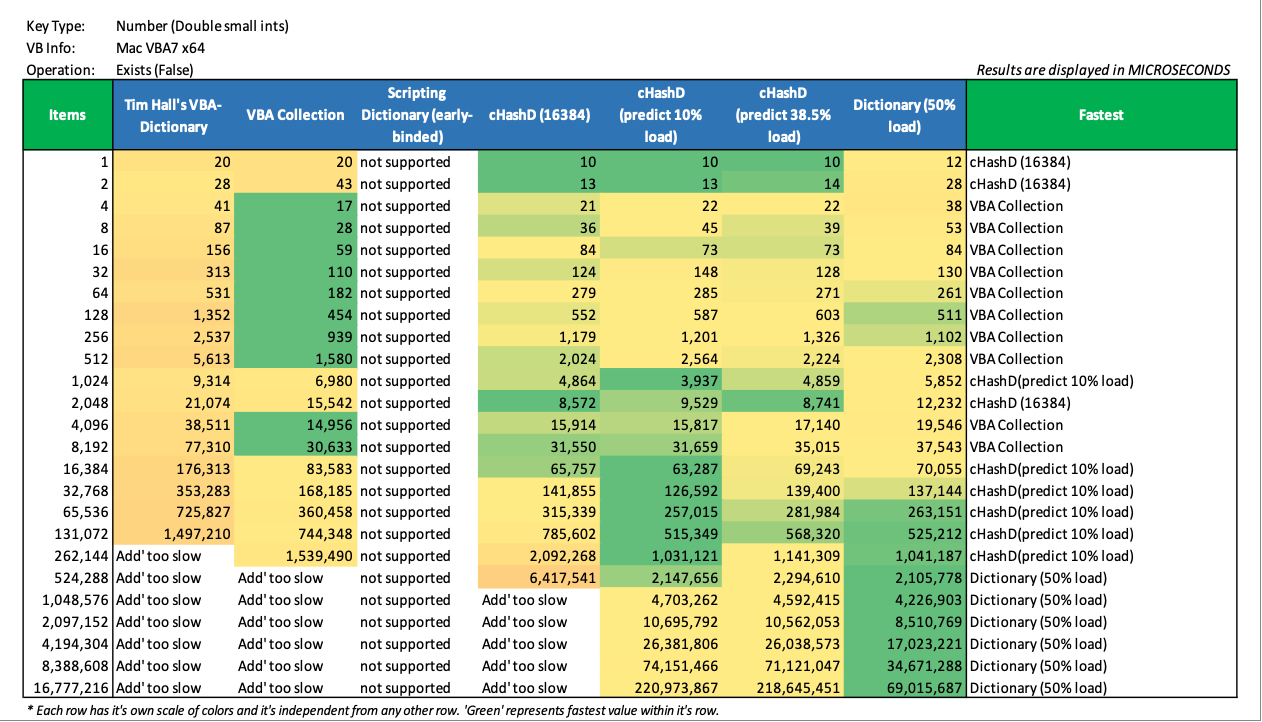 Key Type: Number (Double small ints)
VB Info: Mac VBA7 x64
Operation: Exists (False) Results are displayed in MICROSECONDS
Items Tim Hall's VBA-Dictionary VBA Collection Scripting Dictionary (early-binded) cHashD (16384) cHashD (predict 10% load) cHashD (predict 38.5% load) Dictionary (50% load) Fastest
1 20 20 not supported 10 10 10 12 cHashD (16384)
2 28 43 not supported 13 13 14 28 cHashD (16384)
4 41 17 not supported 21 22 22 38 VBA Collection
8 87 28 not supported 36 45 39 53 VBA Collection
16 156 59 not supported 84 73 73 84 VBA Collection
32 313 110 not supported 124 148 128 130 VBA Collection
64 531 182 not supported 279 285 271 261 VBA Collection
128 1,352 454 not supported 552 587 603 511 VBA Collection
256 2,537 939 not supported 1,179 1,201 1,326 1,102 VBA Collection
512 5,613 1,580 not supported 2,024 2,564 2,224 2,308 VBA Collection
1,024 9,314 6,980 not supported 4,864 3,937 4,859 5,852 cHashD(predict 10% load)
2,048 21,074 15,542 not supported 8,572 9,529 8,741 12,232 cHashD (16384)
4,096 38,511 14,956 not supported 15,914 15,817 17,140 19,546 VBA Collection
8,192 77,310 30,633 not supported 31,550 31,659 35,015 37,543 VBA Collection
16,384 176,313 83,583 not supported 65,757 63,287 69,243 70,055 cHashD(predict 10% load)
32,768 353,283 168,185 not supported 141,855 126,592 139,400 137,144 cHashD(predict 10% load)
65,536 725,827 360,458 not supported 315,339 257,015 281,984 263,151 cHashD(predict 10% load)
131,072 1,497,210 744,348 not supported 785,602 515,349 568,320 525,212 cHashD(predict 10% load)
262,144 Add' too slow 1,539,490 not supported 2,092,268 1,031,121 1,141,309 1,041,187 cHashD(predict 10% load)
524,288 Add' too slow Add' too slow not supported 6,417,541 2,147,656 2,294,610 2,105,778 Dictionary (50% load)
1,048,576 Add' too slow Add' too slow not supported Add' too slow 4,703,262 4,592,415 4,226,903 Dictionary (50% load)
2,097,152 Add' too slow Add' too slow not supported Add' too slow 10,695,792 10,562,053 8,510,769 Dictionary (50% load)
4,194,304 Add' too slow Add' too slow not supported Add' too slow 26,381,806 26,038,573 17,023,221 Dictionary (50% load)
8,388,608 Add' too slow Add' too slow not supported Add' too slow 74,151,466 71,121,047 34,671,288 Dictionary (50% load)
16,777,216 Add' too slow Add' too slow not supported Add' too slow 220,973,867 218,645,451 69,015,687 Dictionary (50% load)
* Each row has it's own scale of colors and it's independent from any other row. 'Green' represents fastest value within it's row.